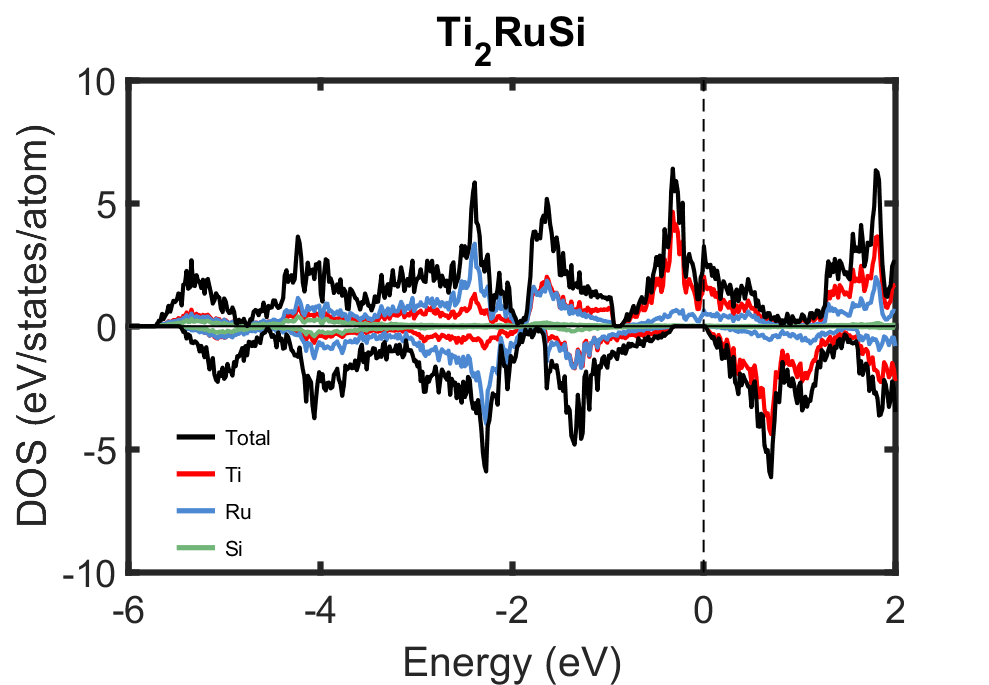 Ti₂RuSi
DOS (eV/states/atom)
10
5
0
-5
-10
Total
Ti
Ru
Si
-6 -4 -2 0 2
Energy (eV)